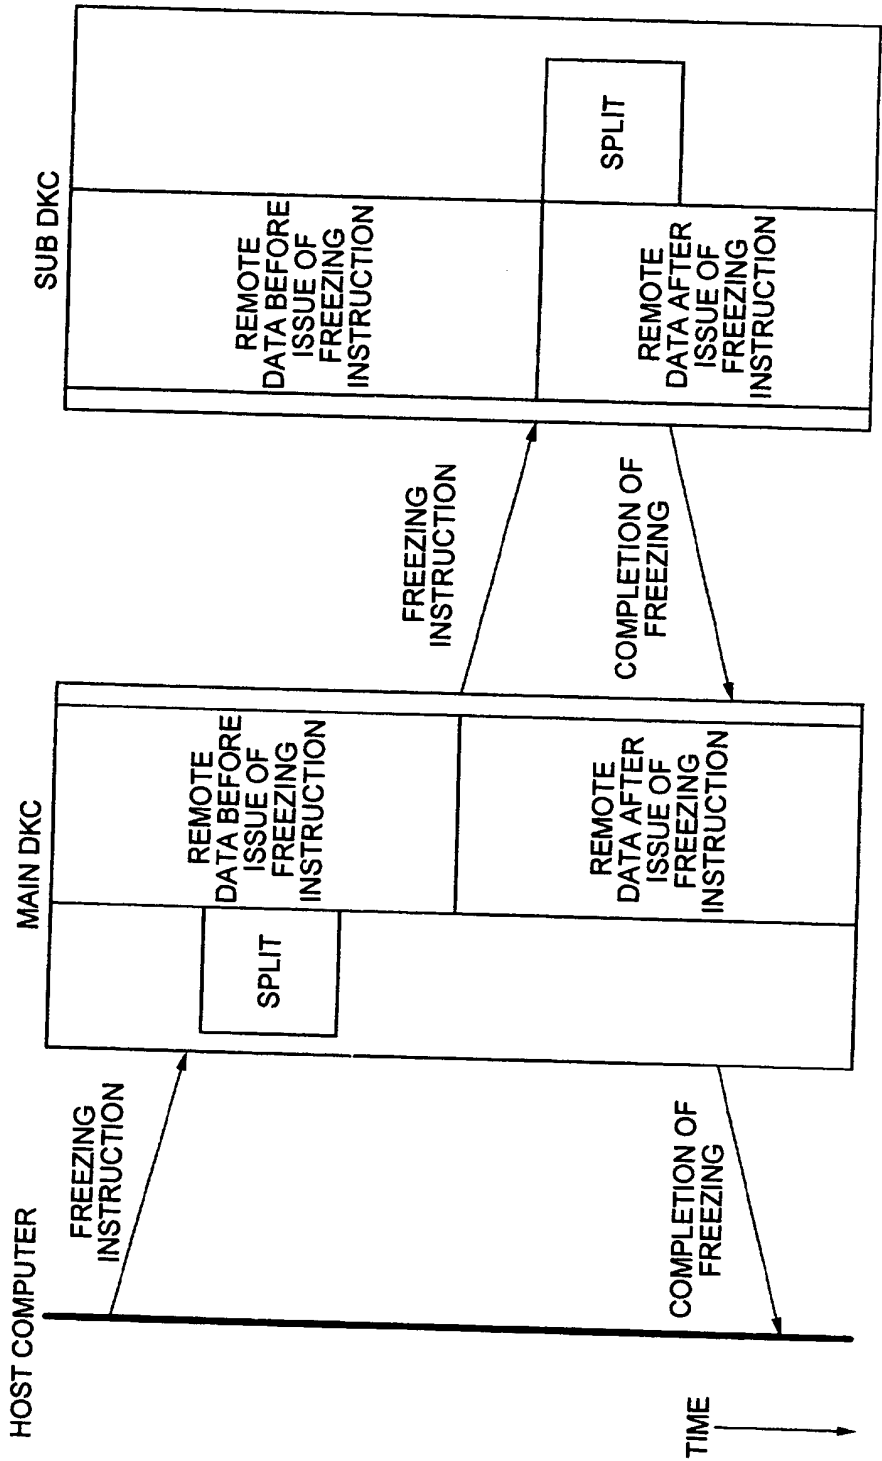 HOST COMPUTER
MAIN DKC
SUB DKC
FREEZING
INSTRUCTION
SPLIT
REMOTE
DATA BEFORE
ISSUE OF
FREEZING
INSTRUCTION
FREEZING
INSTRUCTION
REMOTE
DATA BEFORE
ISSUE OF
FREEZING
INSTRUCTION
SPLIT
REMOTE
DATA AFTER
ISSUE OF
FREEZING
INSTRUCTION
COMPLETION OF
FREEZING
REMOTE
DATA AFTER
ISSUE OF
FREEZING
INSTRUCTION
COMPLETION OF
FREEZING
TIME